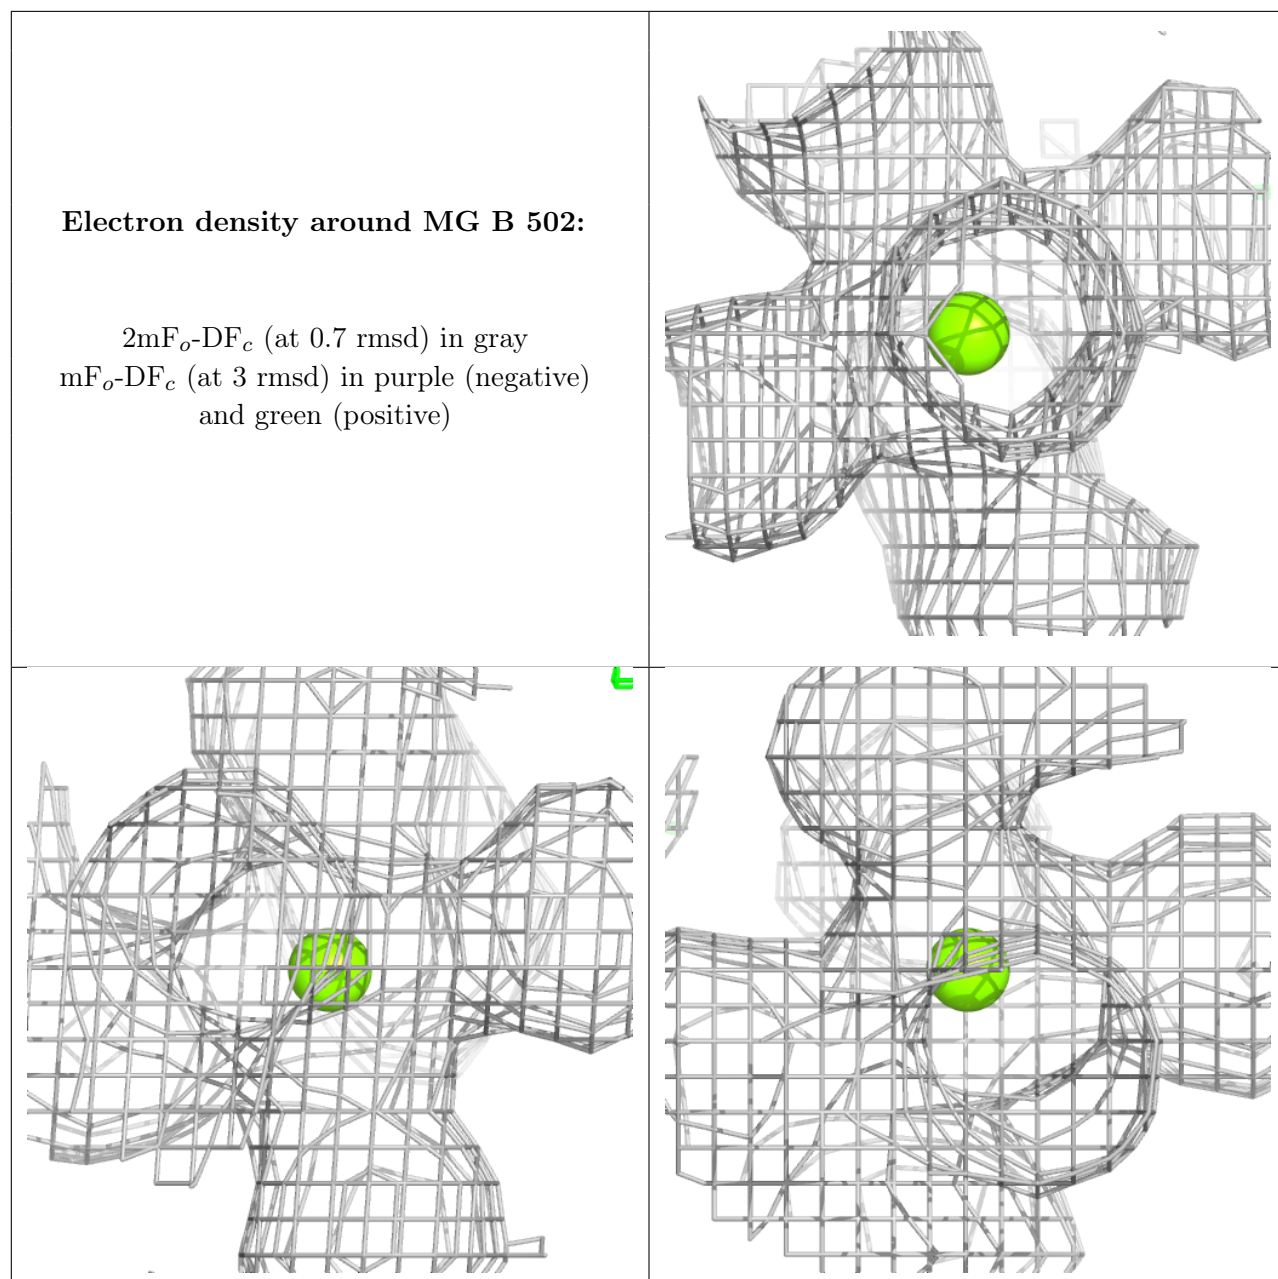 Electron density around MG B 502:
2mFo-DFc (at 0.7 rmsd) in gray
mFo-DFc (at 3 rmsd) in purple (negative)
and green (positive)